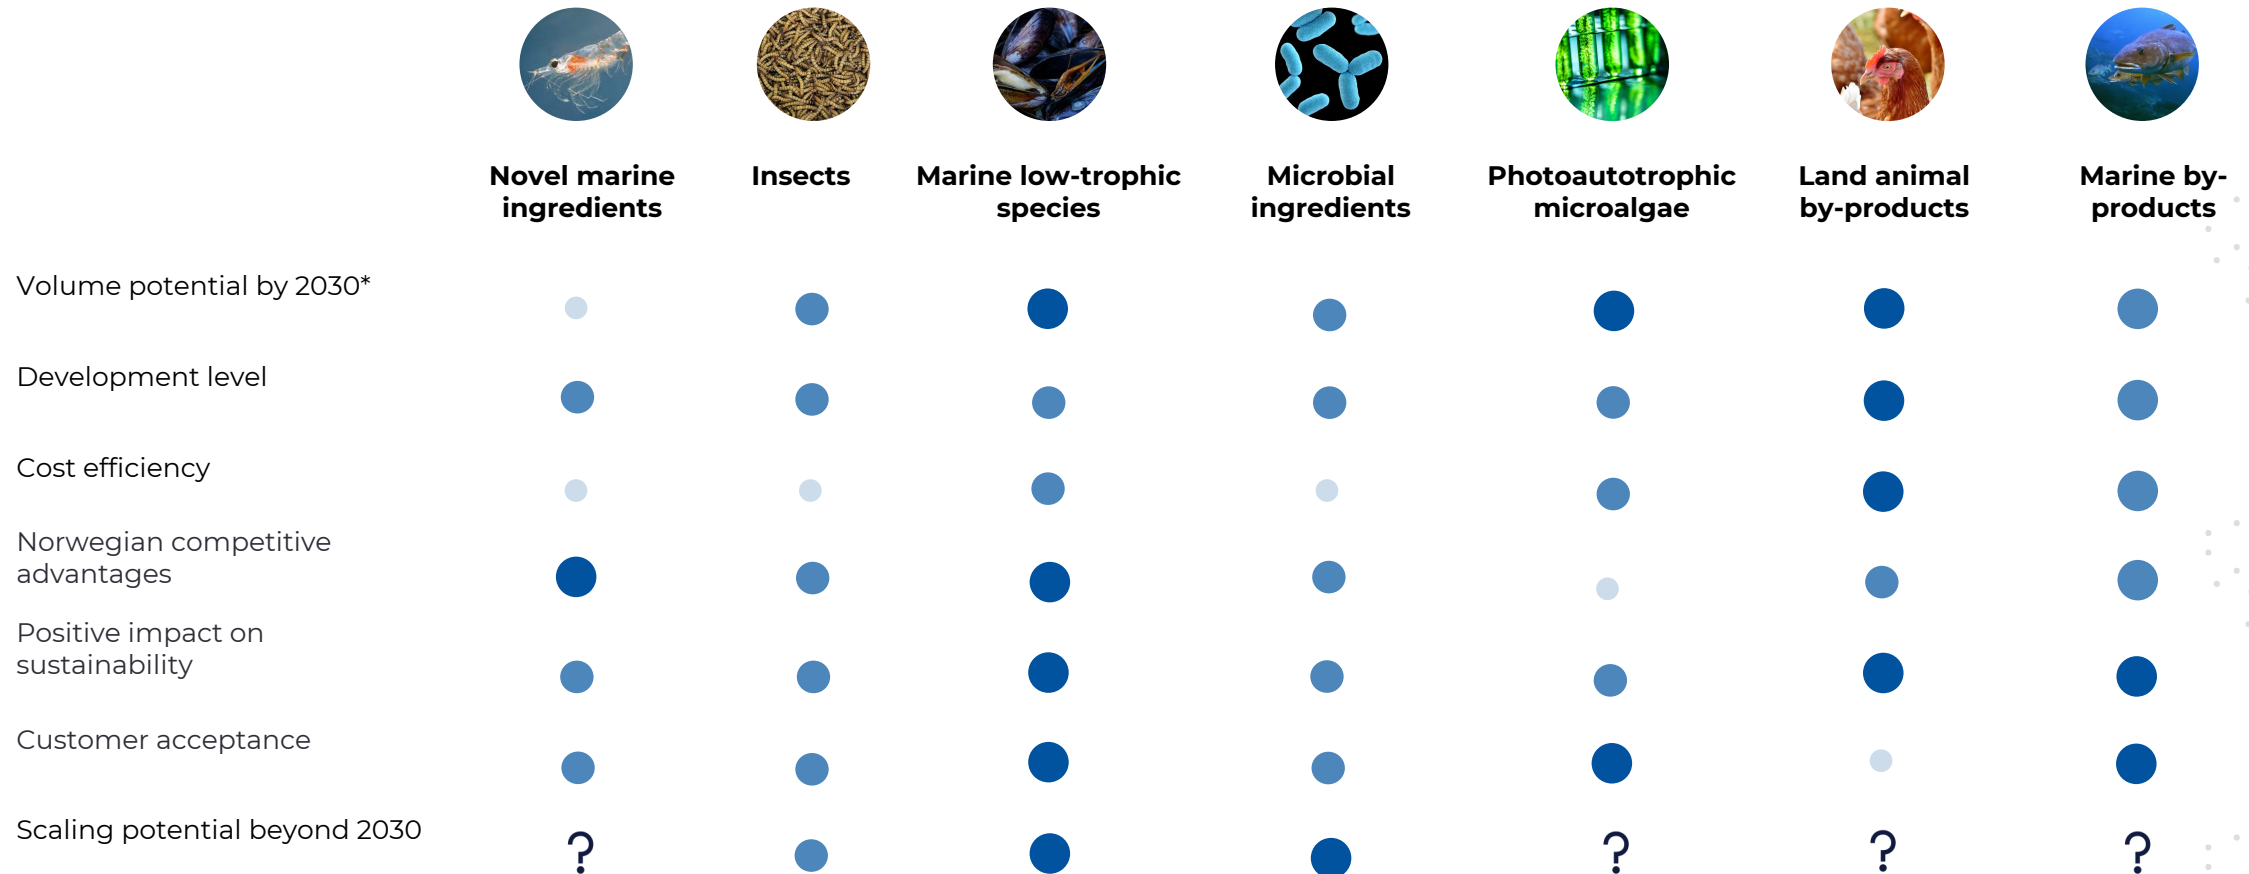 Novel marine
ingredients
Insects
Marine low-trophic
species
Microbial
ingredients
Photoautotrophic
microalgae
Land animal
by-products
Marine by-
products
Volume potential by 2030*
Development level
Cost efficiency
Norwegian competitive
advantages
Positive impact on
sustainability
Customer acceptance
Scaling potential beyond 2030
? ? ? ?